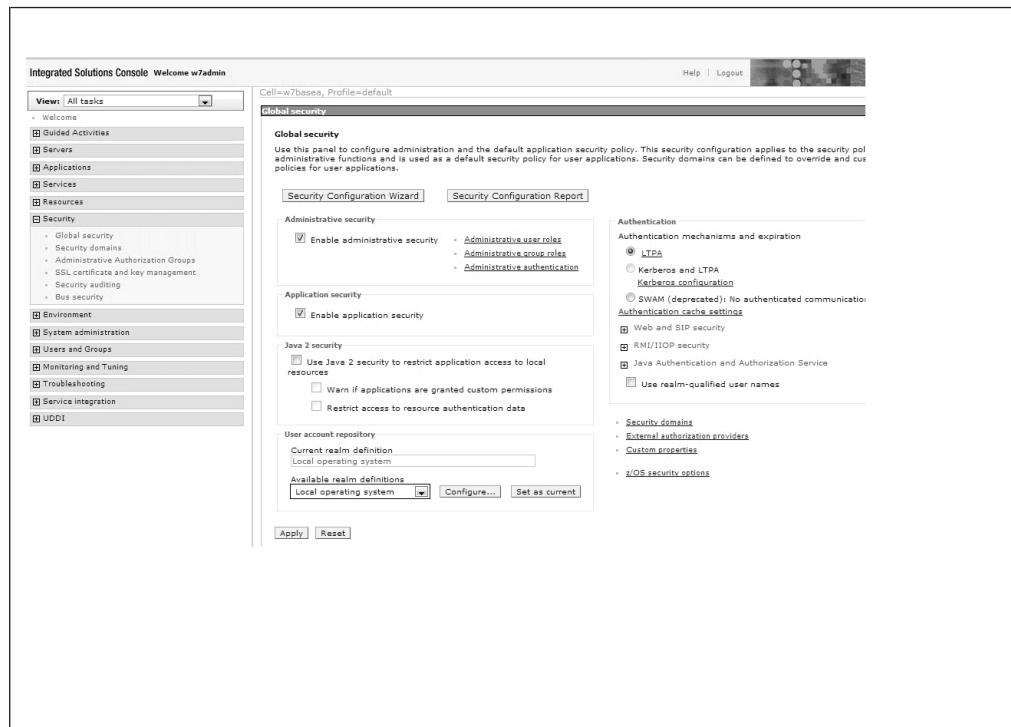 Integrated Solutions Console Welcome w7admin
Help | Logout
View: All tasks
Welcome
Guided Activities
Servers
Applications
Services
Resources
Security
Global security
Security domains
Administrative Authorization Groups
SSL certificate and key management
Security auditing
Bus security
Environment
System administration
Users and Groups
Monitoring and Tuning
Troubleshooting
Service integration
UDDI
Cell=w7basea, Profile=default
Global security
Global security
Use this panel to configure administration and the default application security policy. This security configuration applies to the security pol
administrative functions and is used as a default security policy for user applications. Security domains can be defined to override and cus
policies for user applications.
Security Configuration Wizard
Security Configuration Report
Administrative security
Enable administrative security
Administrative user roles
Administrative group roles
Administrative authentication
Application security
Enable application security
Java 2 security
Use Java 2 security to restrict application access to local
resources
Warn if applications are granted custom permissions
Restrict access to resource authentication data
User account repository
Current realm definition
Local operating system
Available realm definitions
Local operating system
Configure...
Set as current
Apply
Reset
Authentication
Authentication mechanisms and expiration
LTPA
Kerberos and LTPA
Kerberos configuration
SWAM (deprecated): No authenticated communicatio
Authentication cache settings
Web and SIP security
RMI/IIOP security
Java Authentication and Authorization Service
Use realm-qualified user names
Security domains
External authorization providers
Custom properties
z/OS security options